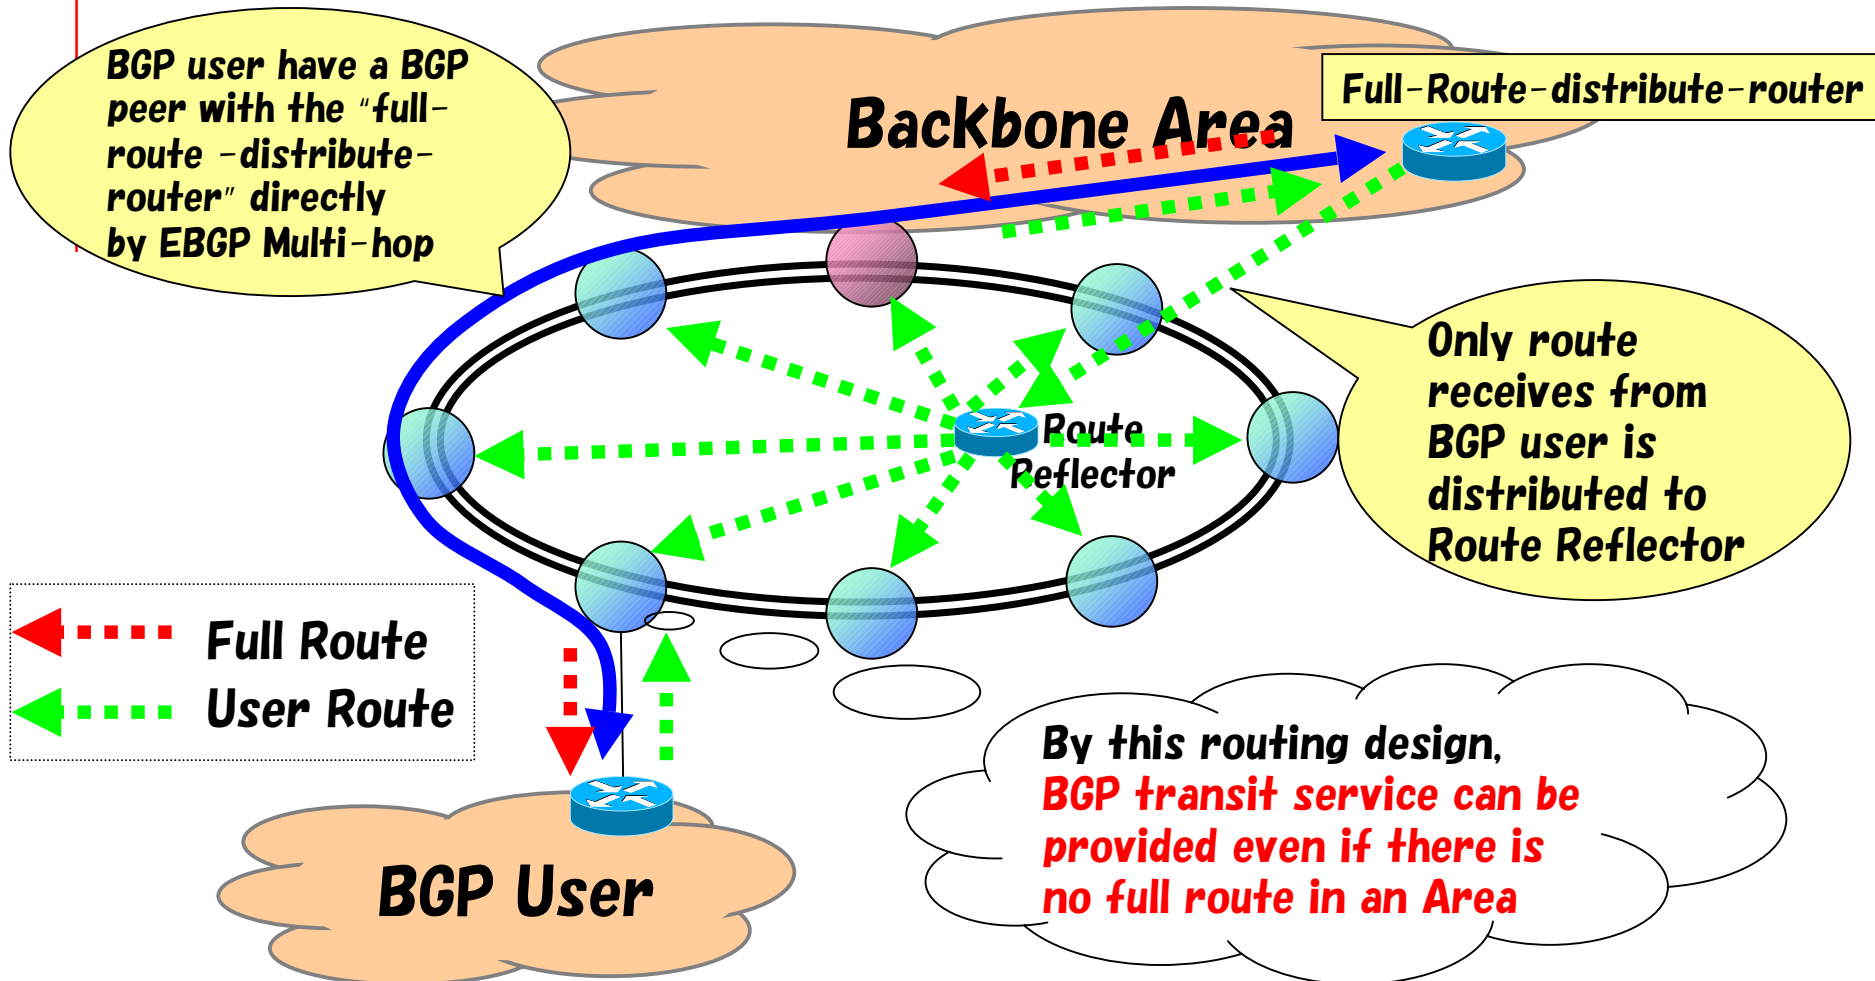 BGP user have a BGP
peer with the "full-
route -distribute-
router" directly
by EBGP Multi-hop
Backbone Area
Full-Route-distribute-router
Only route
receives from
BGP user is
distributed to
Route Reflector
Route
Reflector
Full Route
User Route
By this routing design,
BGP transit service can be
provided even if there is
no full route in an Area
BGP User